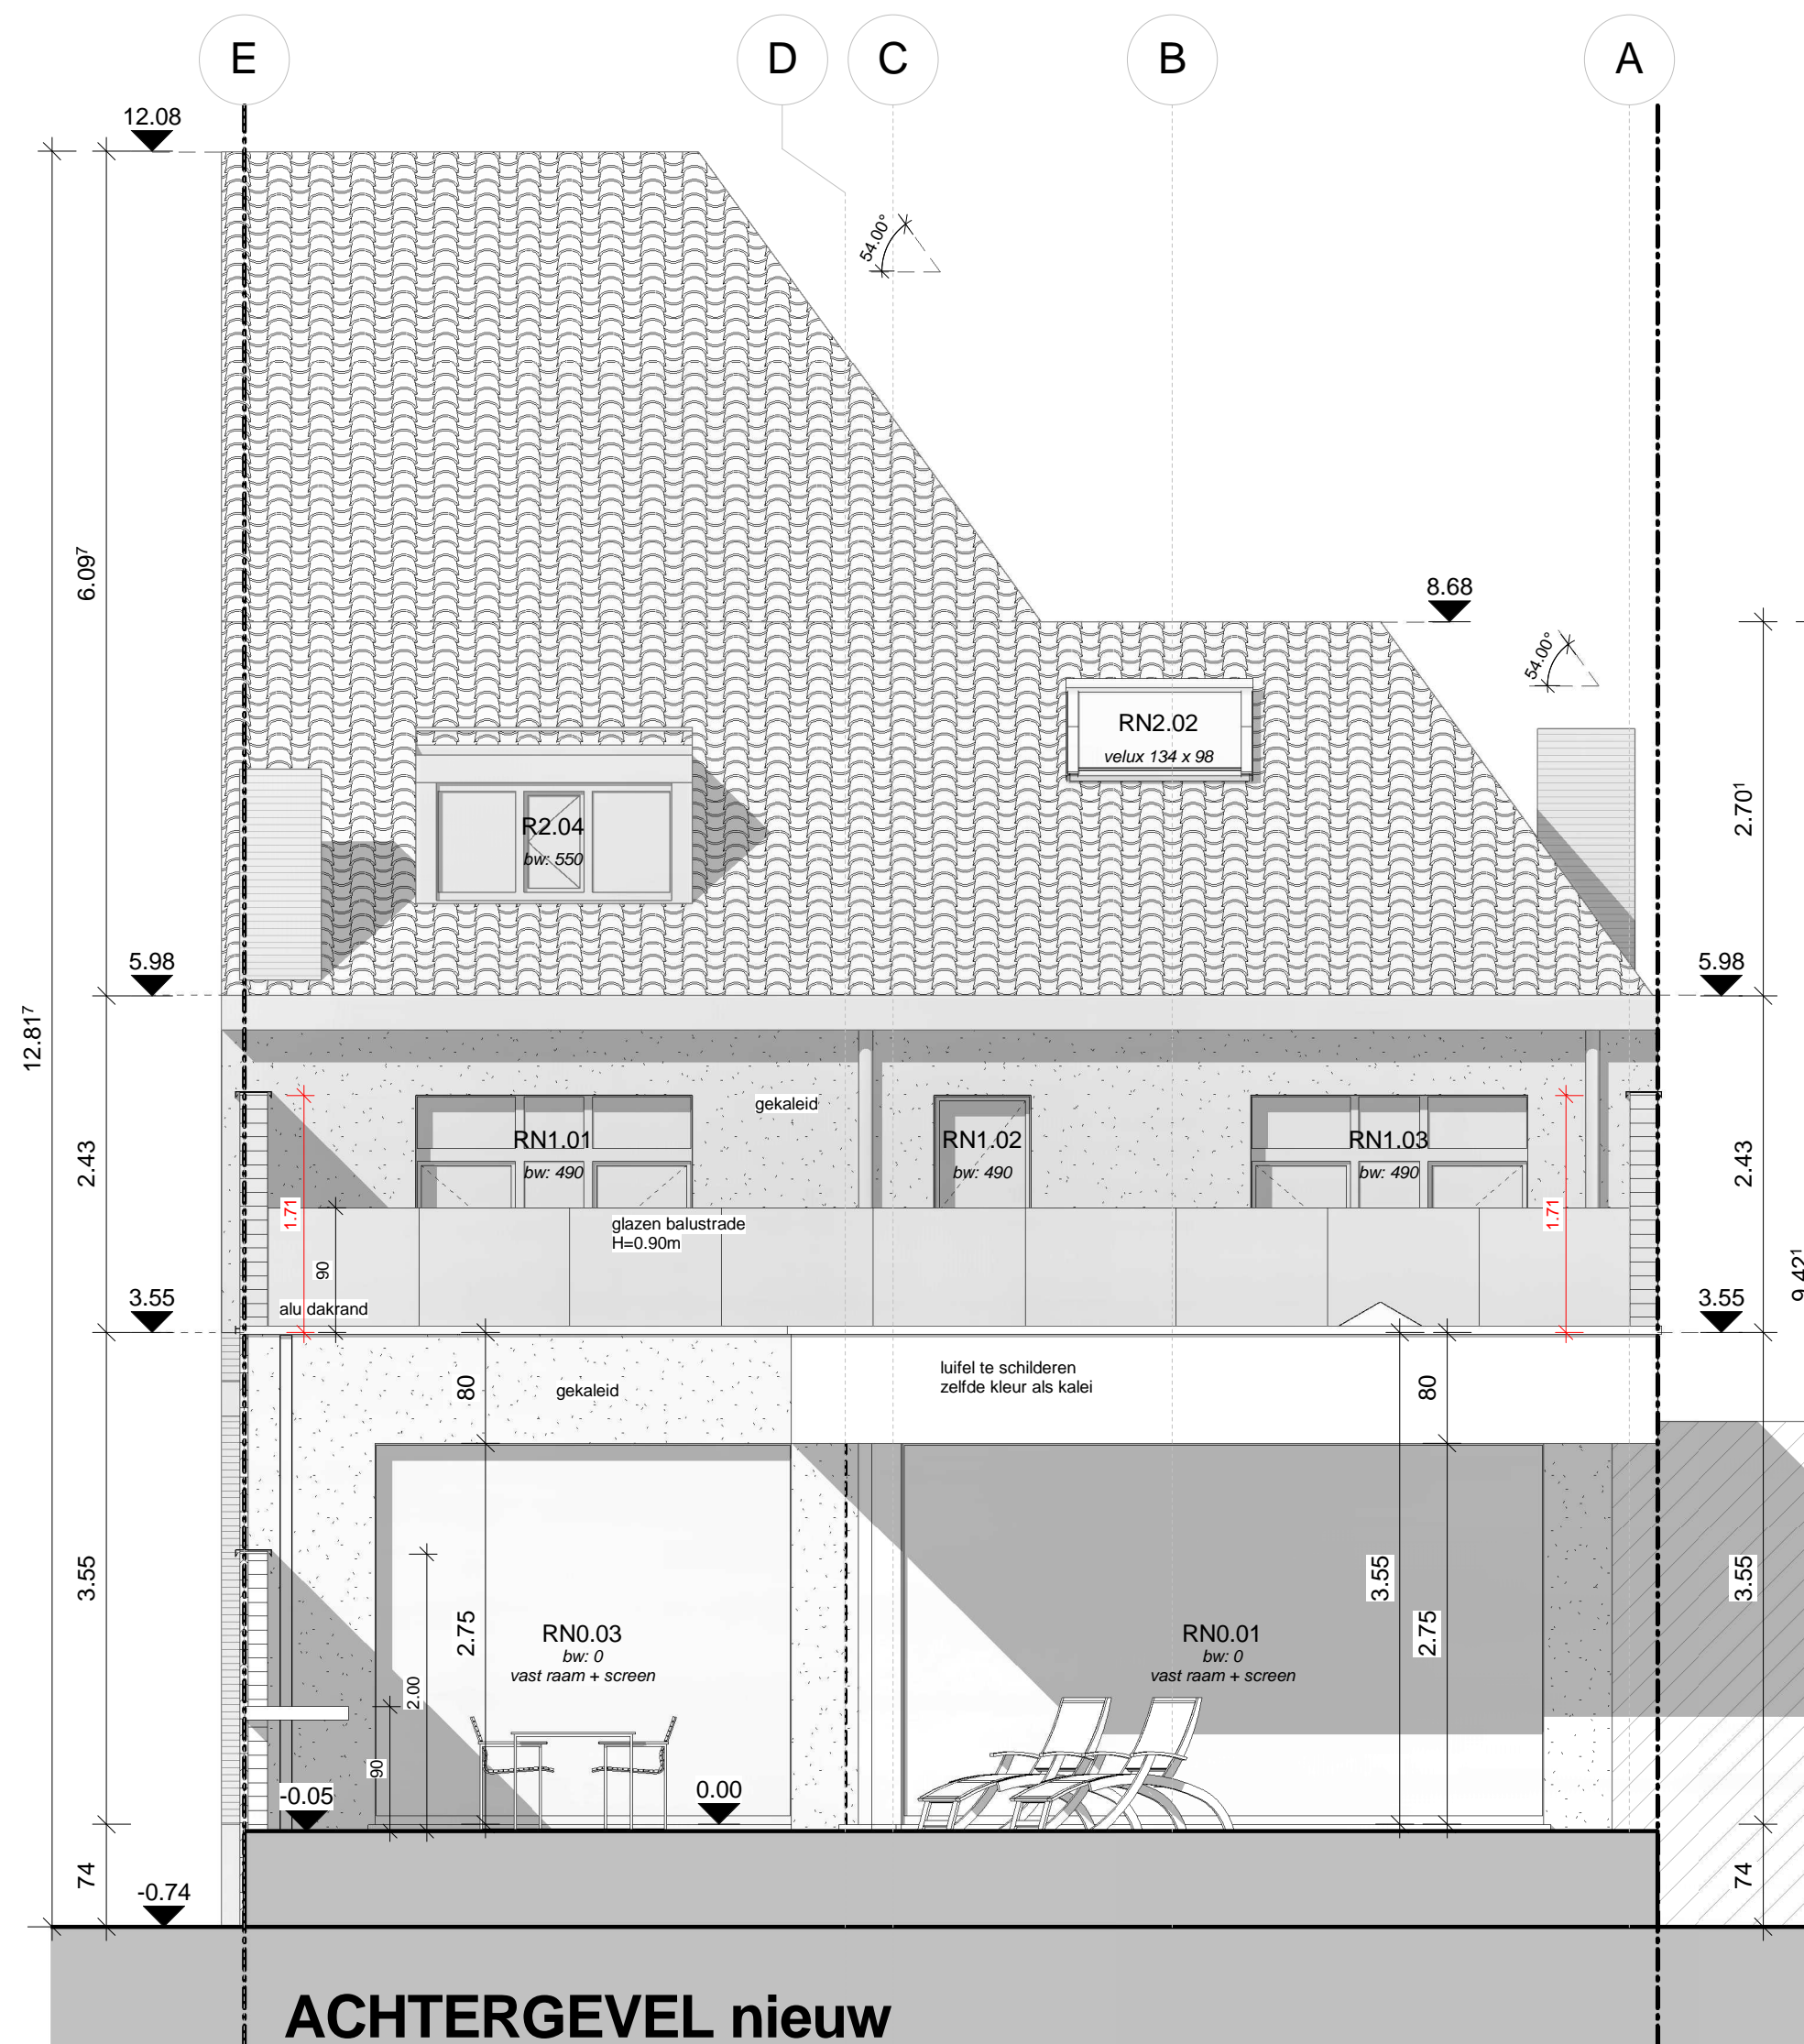 E
D
C
B
A
12.08
54.00°
6.09⁷
8.68
54.00°
RN2.02
velux 134 x 98
2.70¹
R2.04
bw: 550
5.98
5.98
12.81⁷
gekaleid
RN1.01
bw: 490
RN1.02
bw: 490
RN1.03
bw: 490
2.43
2.43
1.71
1.71
glazen balustrade
H=0.90m
90
9.42¹
3.55
alu dakrand
3.55
80
gekaleid
luifel te schilderen
zelfde kleur als kalei
80
3.55
3.55
3.55
2.75
2.75
RN0.03
bw: 0
vast raam + screen
RN0.01
bw: 0
vast raam + screen
2.00
90
-0.05
0.00
74
74
-0.74
ACHTERGEVEL nieuw